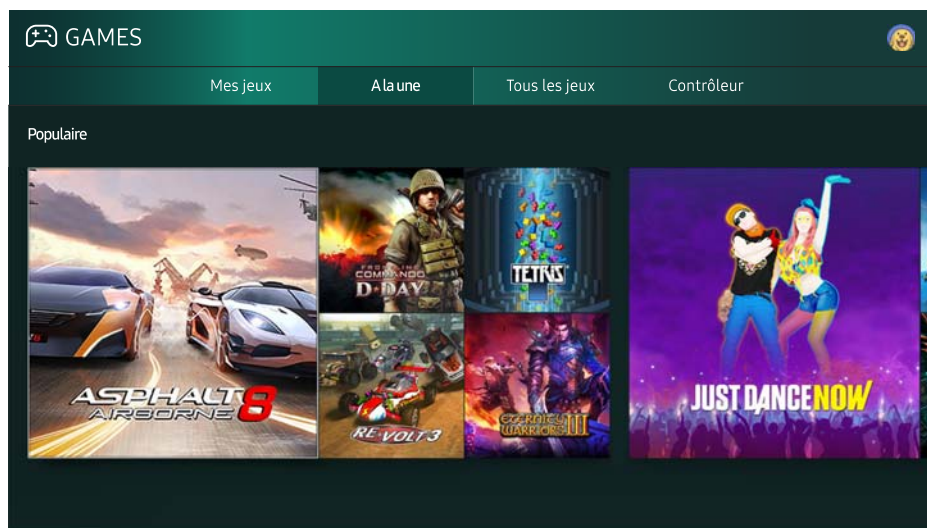 GAMES
Mes jeux
A la une
Tous les jeux
Contrôleur
Populaire
ASPHALT 8
AIRBORNE
FRONTLINE
COMMANDO
D-DAY
TETRIS
RE-VOLT 3
ETERNITY
WARRIORS III
JUST DANCE NOW